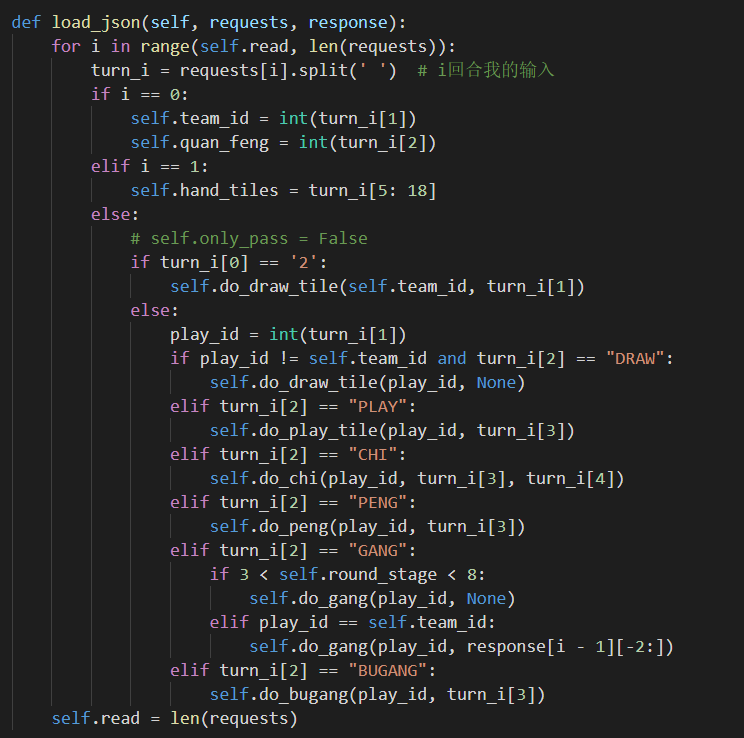 def load_json(self, requests, response):
    for i in range(self.read, len(requests)):
        turn_i = requests[i].split(' ')  # i回合我的输入
        if i == 0:
            self.team_id = int(turn_i[1])
            self.quan_feng = int(turn_i[2])
        elif i == 1:
            self.hand_tiles = turn_i[5: 18]
        else:
            # self.only_pass = False
            if turn_i[0] == '2':
                self.do_draw_tile(self.team_id, turn_i[1])
            else:
                play_id = int(turn_i[1])
                if play_id != self.team_id and turn_i[2] == "DRAW":
                    self.do_draw_tile(play_id, None)
                elif turn_i[2] == "PLAY":
                    self.do_play_tile(play_id, turn_i[3])
                elif turn_i[2] == "CHI":
                    self.do_chi(play_id, turn_i[3], turn_i[4])
                elif turn_i[2] == "PENG":
                    self.do_peng(play_id, turn_i[3])
                elif turn_i[2] == "GANG":
                    if 3 < self.round_stage < 8:
                        self.do_gang(play_id, None)
                    elif play_id == self.team_id:
                        self.do_gang(play_id, response[i - 1][-2:])
                elif turn_i[2] == "BUGANG":
                    self.do_bugang(play_id, turn_i[3])
    self.read = len(requests)